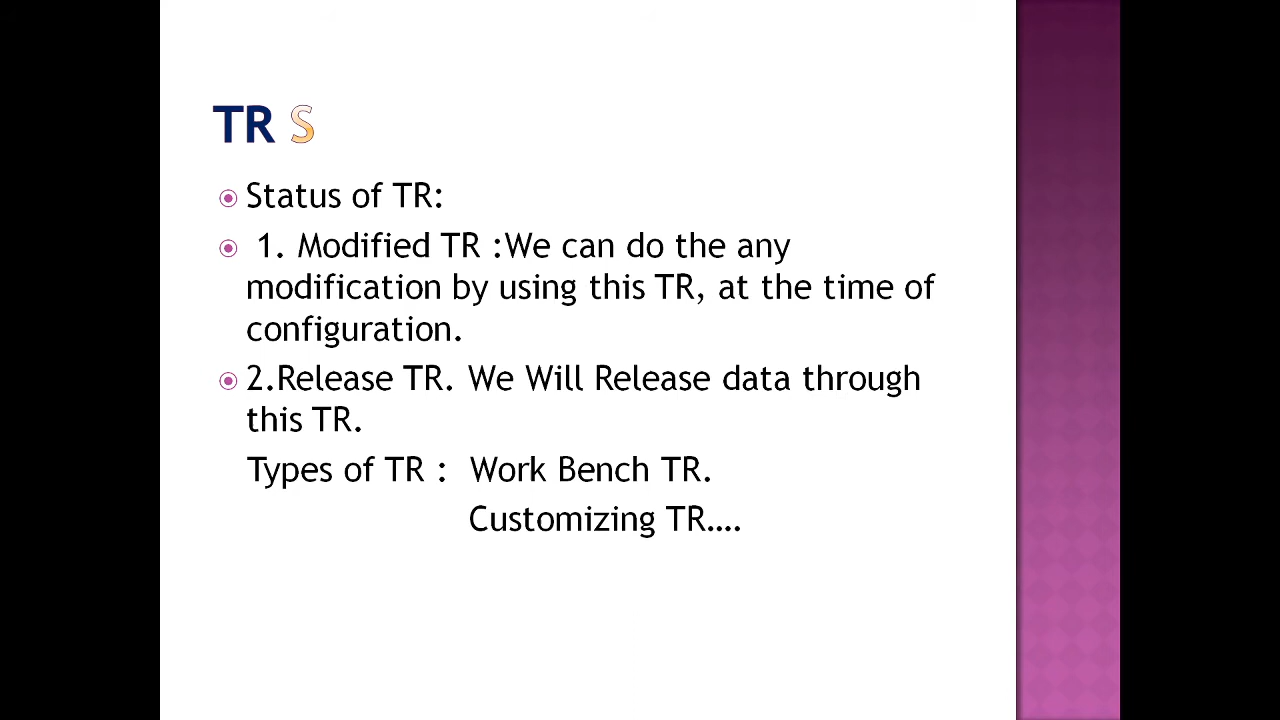 TR S
Status of TR:
1. Modified TR :We can do the any
modification by using this TR, at the time of
configuration.
2.Release TR. We Will Release data through
this TR.
Types of TR : Work Bench TR.
Customizing TR....